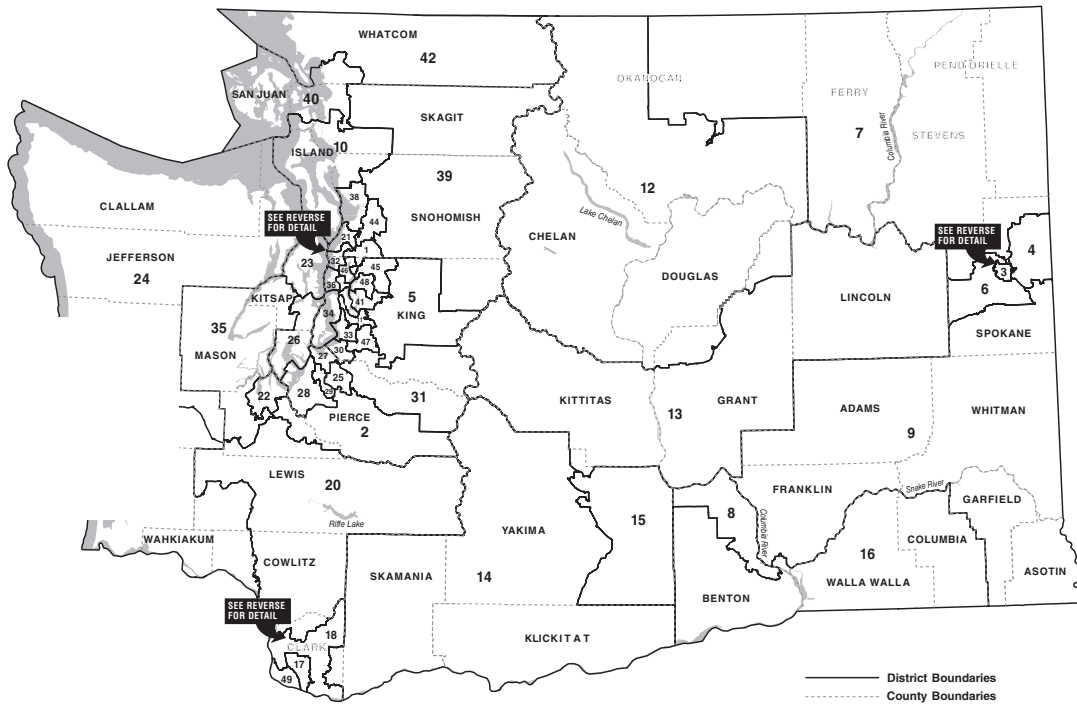 WHATCOM
42
OKANOGAN
PEND ORIELLE
FERRY
SAN JUAN
40
SKAGIT
7
Columbia River
STEVENS
ISLAND
10
39
12
38
SNOHOMISH
CLALLAM
SEE REVERSE
FOR DETAIL
44
Lake Chelan
CHELAN
21
SEE REVERSE
FOR DETAIL
4
JEFFERSON
24
23
32
1
46
45
DOUGLAS
3
6
36
48
KITSAP
41
5
KING
LINCOLN
34
1
35
MASON
26
33
47
SPOKANE
30
27
25
22
28
29
31
KITTITAS
13
GRANT
ADAMS
WHITMAN
PIERCE
2
9
LEWIS
20
FRANKLIN
Snake River
GARFIELD
Riffe Lake
YAKIMA
15
8
Columbia River
WAHKIAKUM
COWLITZ
SKAMANIA
14
16
COLUMBIA
WALLA WALLA
ASOTIN
BENTON
SEE REVERSE
FOR DETAIL
18
CLARK
KLICKITAT
17
49
District Boundaries
County Boundaries